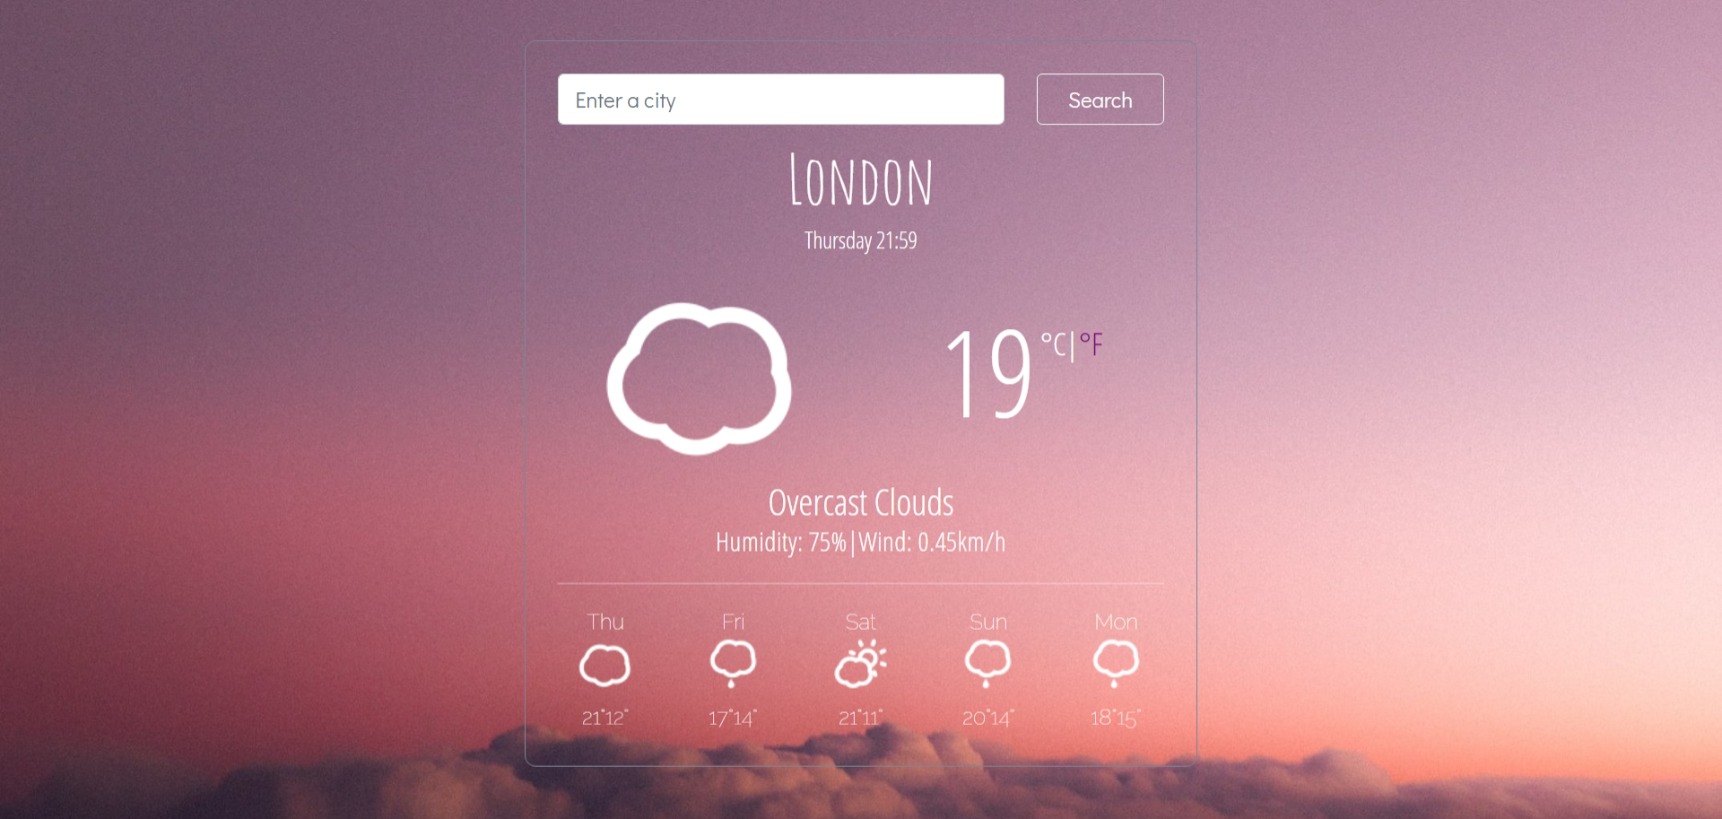 Enter a city
Search
London
Thursday 21:59
19 °C|°F
Overcast Clouds
Humidity: 75%|Wind: 0.45km/h
Thu Fri Sat Sun Mon
21°12° 17°14° 21°11° 20°14° 18°15°